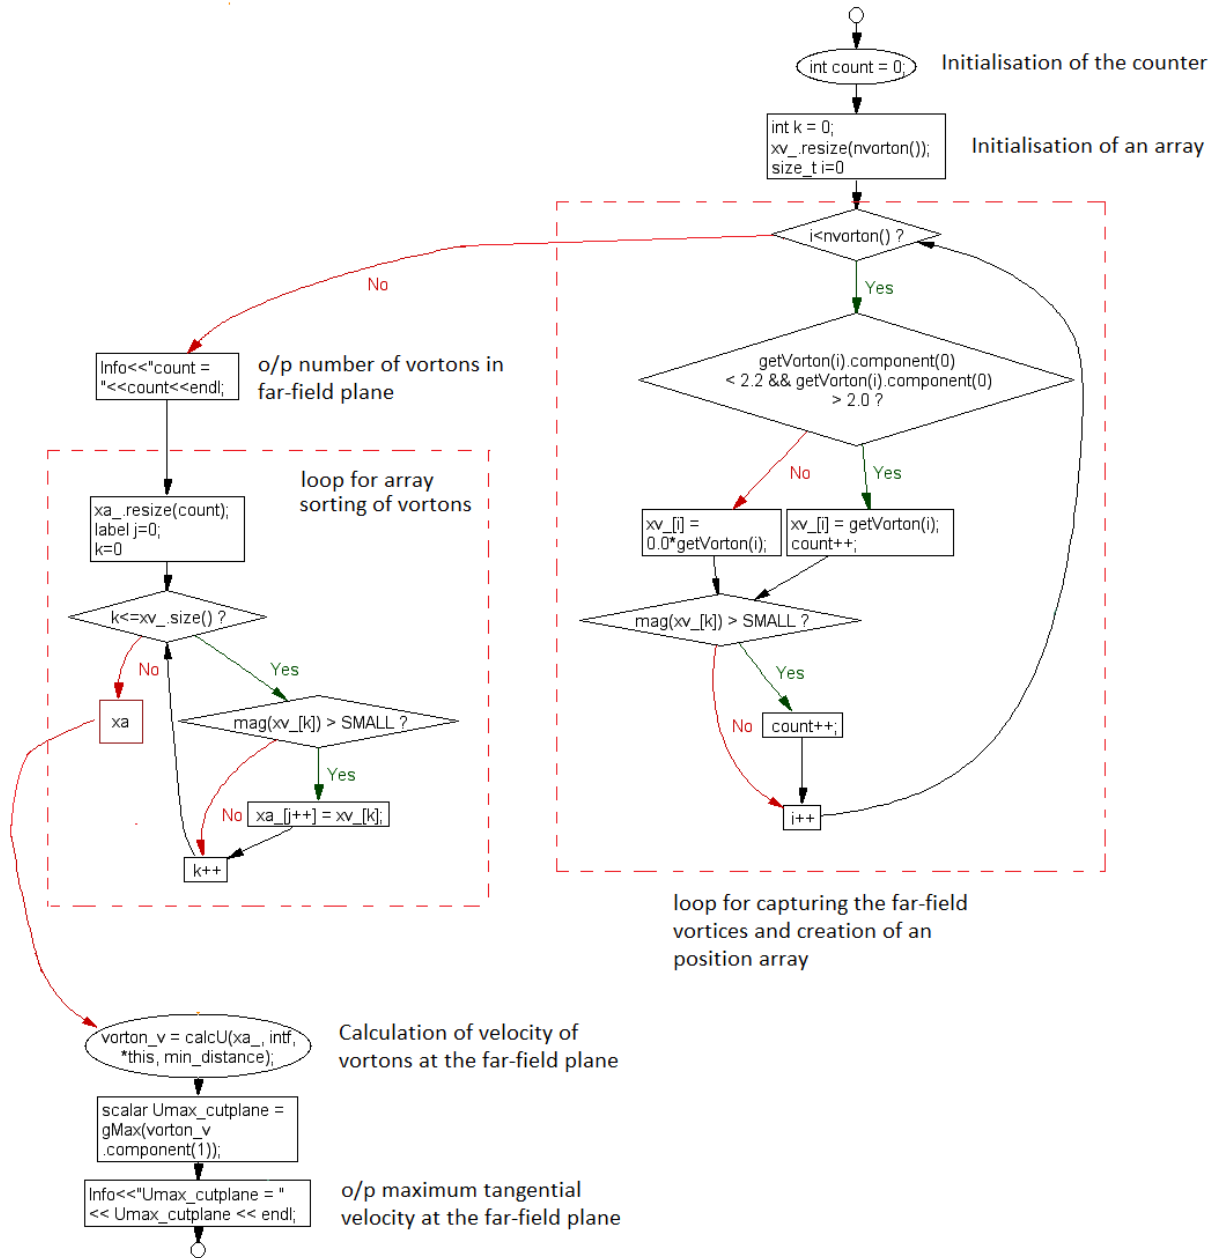 int count = 0;
Initialisation of the counter
int k = 0;
xv_.resize(nvorton());
size_t i=0
Initialisation of an array
i<nvorton() ?
No
Yes
Info<<"count =
"<<count<<endl;
o/p number of vortons in
far-field plane
getVorton(i).component(0)
< 2.2 && getVorton(i).component(0)
> 2.0 ?
No
Yes
xv_[i] =
0.0*getVorton(i);
xv_[i] = getVorton(i);
count++;
mag(xv_[k]) > SMALL ?
Yes
No
count++;
i++
loop for capturing the far-field
vortices and creation of an
position array
loop for array
sorting of vortons
xa_.resize(count);
label j=0;
k=0
k<=xv_.size() ?
No
Yes
xa
mag(xv_[k]) > SMALL ?
Yes
No
xa_[j++] = xv_[k];
k++
vorton_v = calcU(xa_, intf,
*this, min_distance);
Calculation of velocity of
vortons at the far-field plane
scalar Umax_cutplane =
gMax(vorton_v
.component(1));
Info<<"Umax_cutplane = "
<< Umax_cutplane << endl;
o/p maximum tangential
velocity at the far-field plane